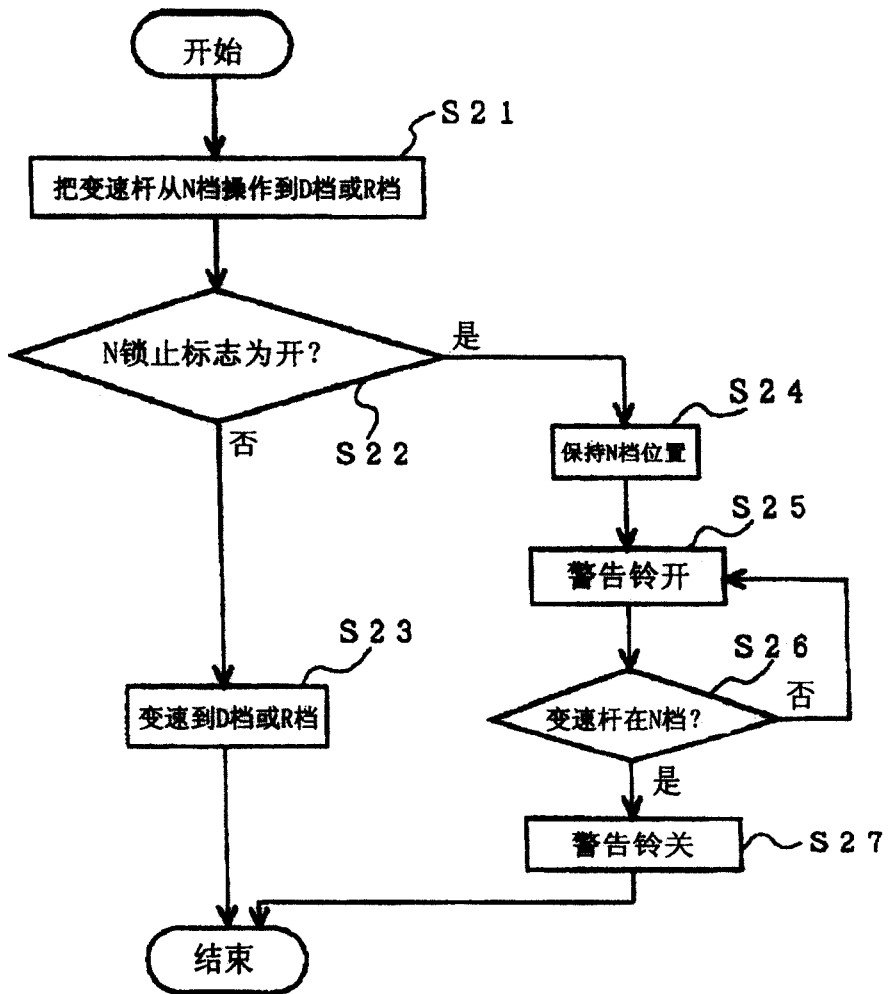 开始
S21
把变速杆从N档操作到D档或R档
N锁止标志为开?
是
S22
否
S24
保持N档位置
S25
警告铃开
S23
变速到D档或R档
S26
变速杆在N档?
否
是
警告铃关
S27
结束